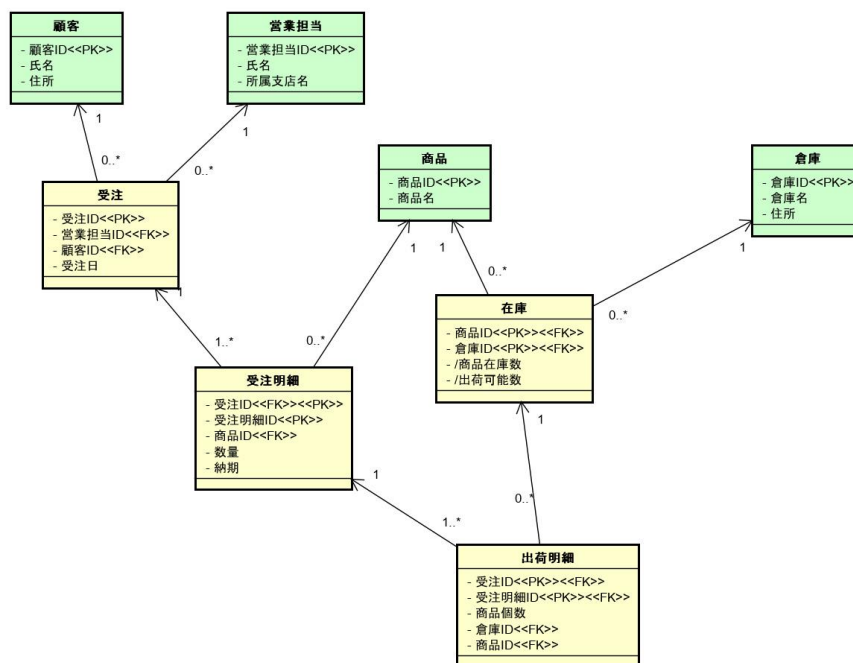 顧客
- 顧客ID<<PK>>
- 氏名
- 住所
営業担当
- 営業担当ID<<PK>>
- 氏名
- 所属支店名
1
1
0..*
0..*
商品
- 商品ID<<PK>>
- 商品名
倉庫
- 倉庫ID<<PK>>
- 倉庫名
- 住所
受注
- 受注ID<<PK>>
- 営業担当ID<<FK>>
- 顧客ID<<FK>>
- 受注日
1
1
1
0..*
0..*
在庫
- 商品ID<<PK>><<FK>>
- 倉庫ID<<PK>><<FK>>
- /商品在庫数
- /出荷可能数
1
1..*
0..*
受注明細
- 受注ID<<FK>><<PK>>
- 受注明細ID<<PK>>
- 商品ID<<FK>>
- 数量
- 納期
1
1
0..*
1..*
出荷明細
- 受注ID<<PK>><<FK>>
- 受注明細ID<<PK>><<FK>>
- 商品個数
- 倉庫ID<<FK>>
- 商品ID<<FK>>